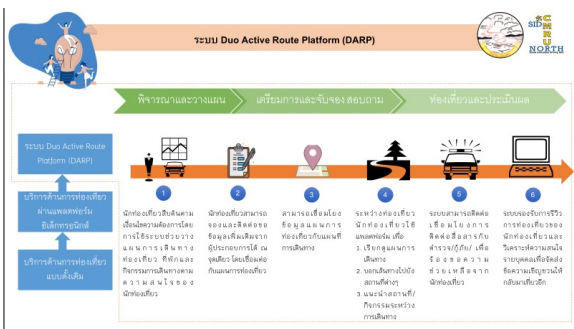 ระบบ Duo Active Route Platform (DARP)
SID
CMRU
NORTH
พิจารณาและวางแผน
เตรียมการและจับจอง สอบถาม
ท่องเที่ยวและประเมินผล
ระบบ Duo Active Route
Platform (DARP)
บริการด้านการท่องเที่ยว
ผ่านแพลตฟอร์ม
อิเล็กทรอนิกส์
บริการด้านการท่องเที่ยว
แบบดั้งเดิม
1
นักท่องเที่ยวสืบค้นตาม
เงื่อนไขความต้องการโดย
การใช้ระบบช่วยวาง
แผนการเดินทาง
ท่องเที่ยว ที่พักและ
กิจกรรมการเดินทางตาม
ความสนใจของ
นักท่องเที่ยว
2
นักท่องเที่ยวสามารถ
จองและติดต่อขอ
ข้อมูลเพิ่มเติมจาก
ผู้ประกอบการได้ ณ
จุดเดียว โดยเชื่อมต่อ
กับแผนการท่องเที่ยว
3
สามารถเชื่อมโยง
ข้อมูลแผนการ
ท่องเที่ยวกับแผนที่
การเดินทาง
4
ระหว่างท่องเที่ยว
นักท่องเที่ยวใช้
แพลตฟอร์ม เพื่อ
1. เรียกดูแผนการ
เดินทาง
2. บอกเส้นทางไปยัง
สถานที่ต่างๆ
3. แนะนำสถานที่/
กิจกรรมระหว่าง
การเดินทาง
5
ระบบสามารถติดต่อ
เชื่อมโยงการ
ติดต่อสื่อสารกับ
ตำรวจ/กู้ภัย/ เพื่อ
ร้องขอความ
ช่วยเหลือจาก
นักท่องเที่ยว
6
ระบบรองรับการรีวิว
การท่องเที่ยวของ
นักท่องเที่ยวและ
วิเคราะห์ความสนใจ
รายบุคคลเพื่อจัดส่ง
ข้อความเชิญชวนให้
กลับมาเที่ยวอีก